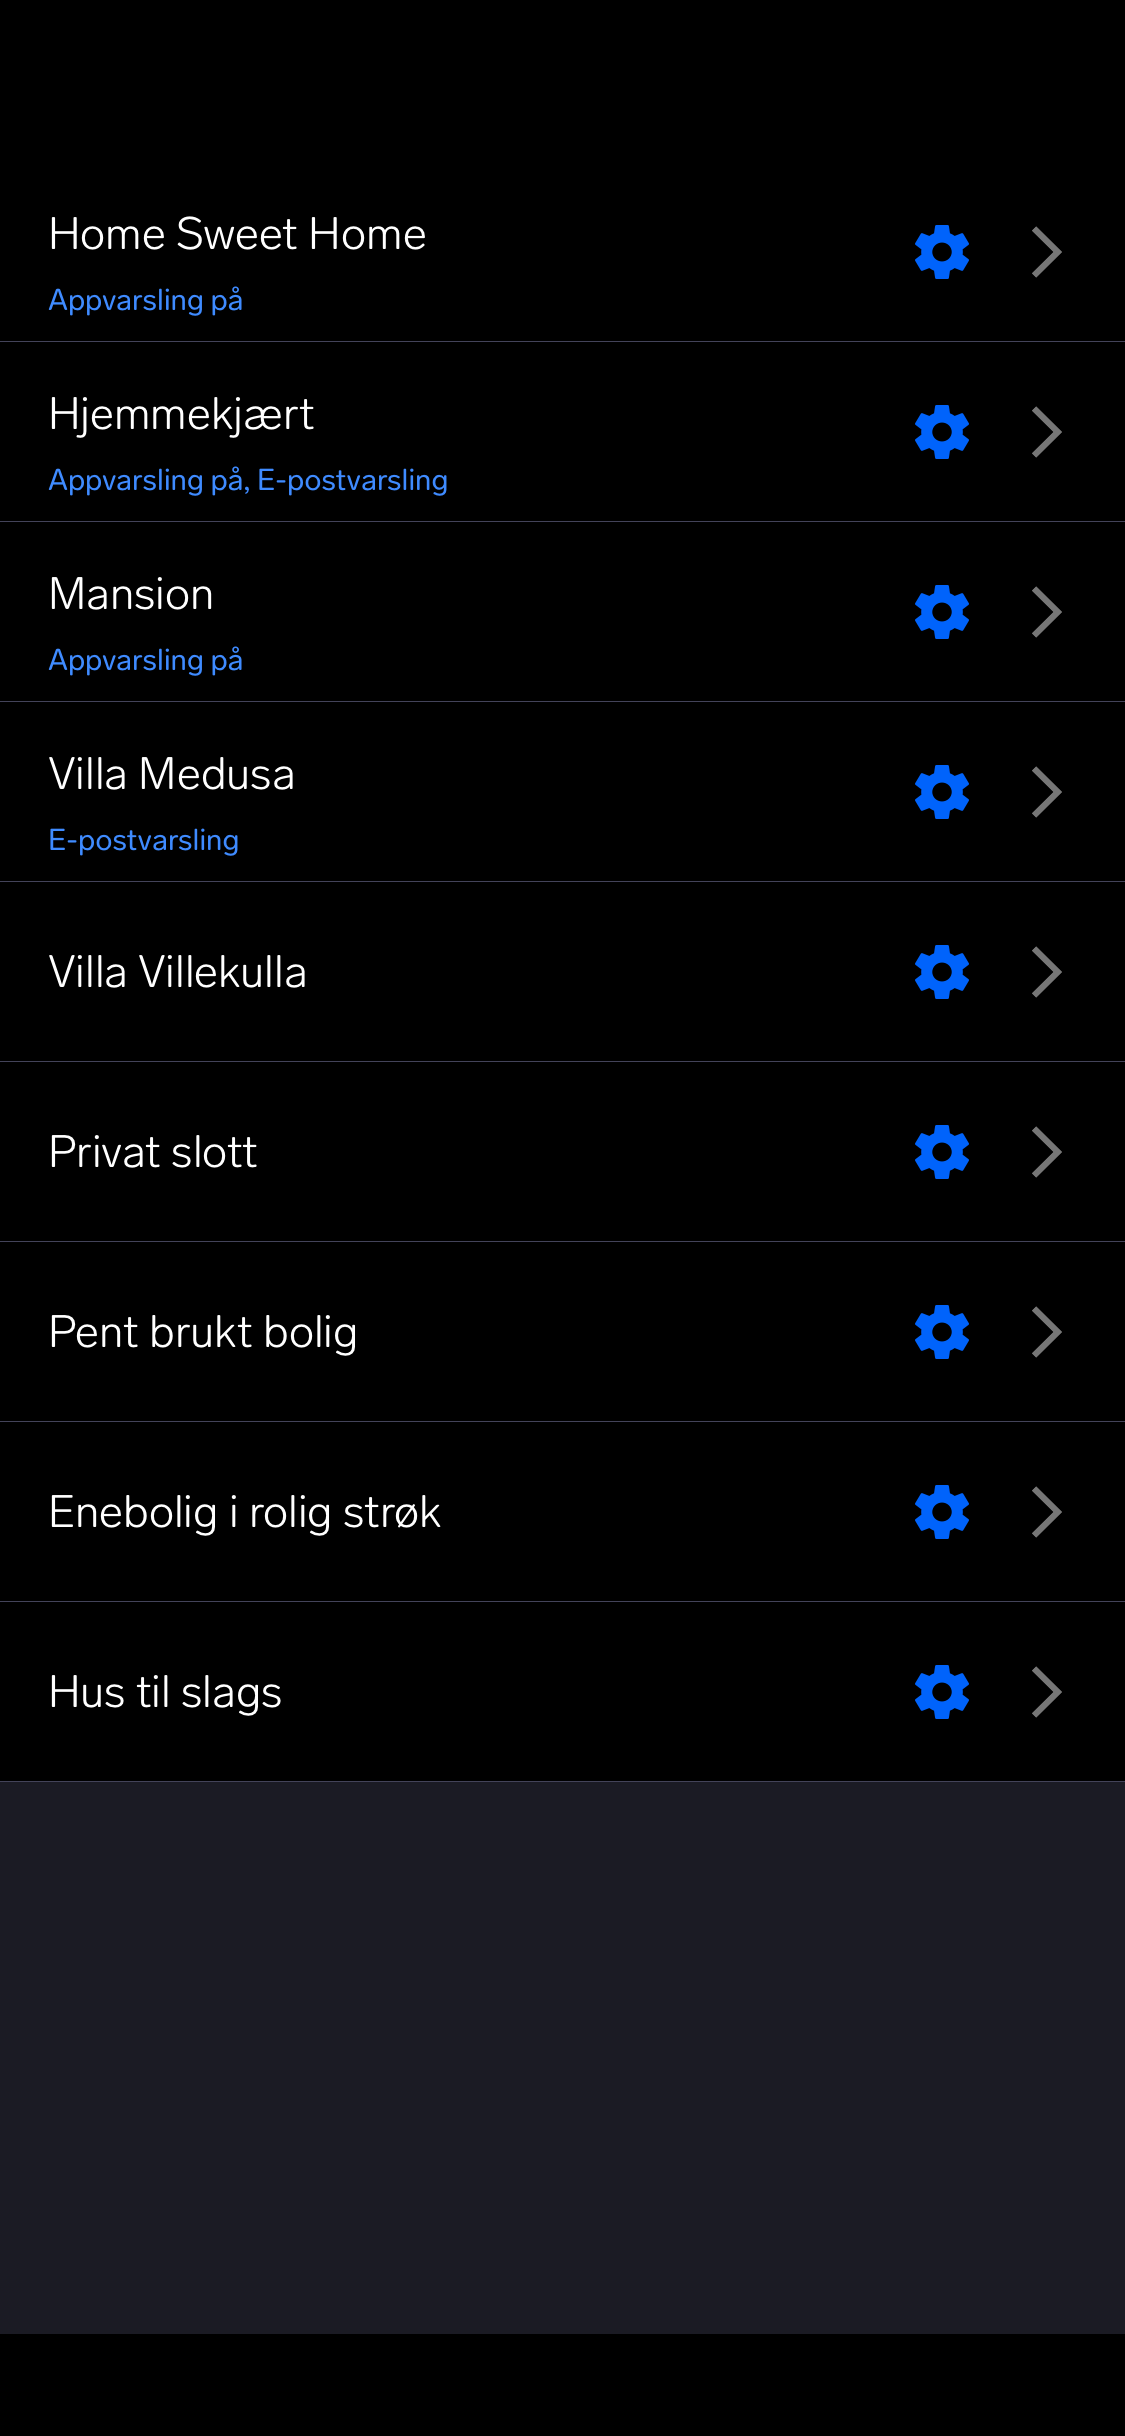 Home Sweet Home
Appvarsling på
Hjemmekjært
Appvarsling på, E-postvarsling
Mansion
Appvarsling på
Villa Medusa
E-postvarsling
Villa Villekulla
Privat slott
Pent brukt bolig
Enebolig i rolig strøk
Hus til slags